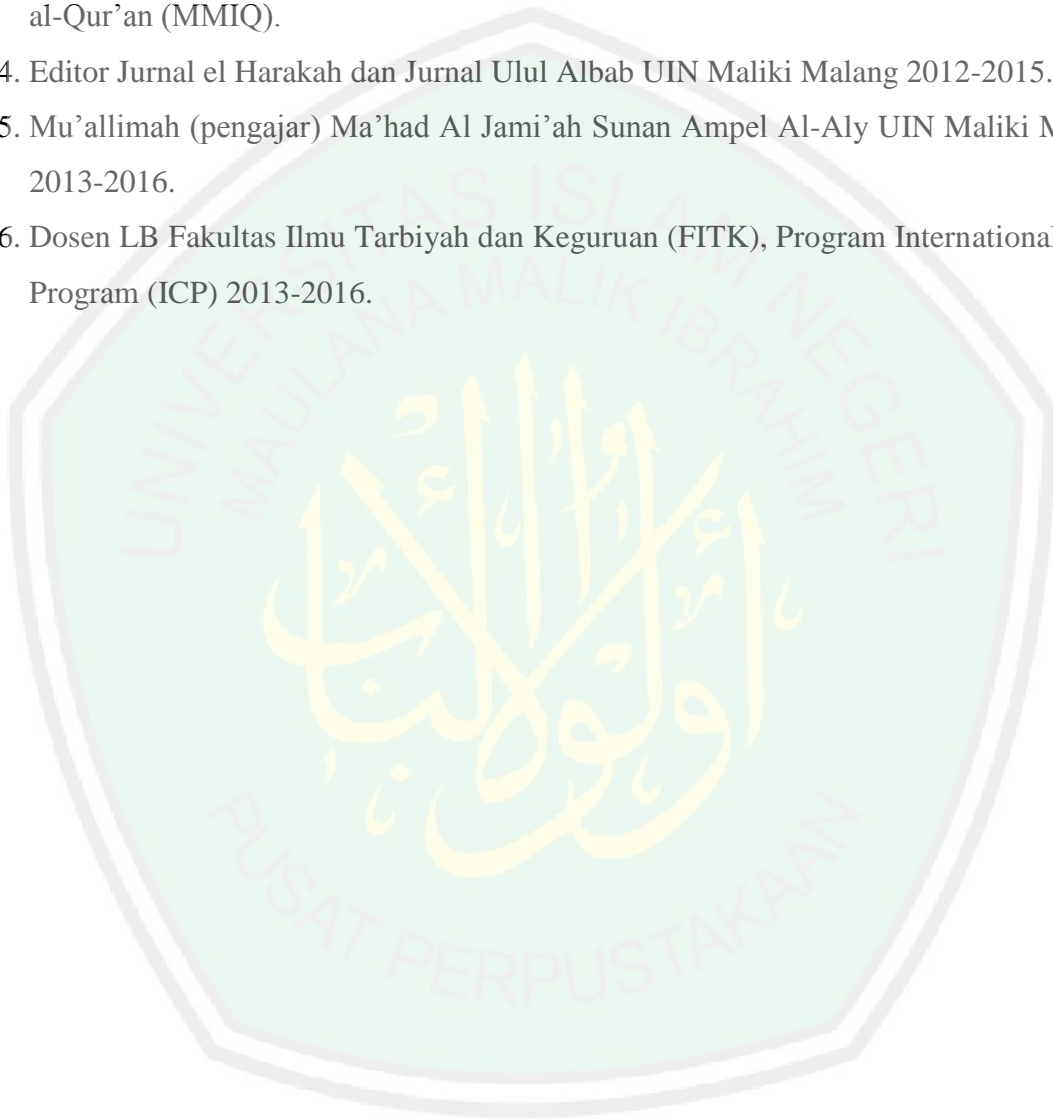 al-Qur’an (MMIQ).
4. Editor Jurnal el Harakah dan Jurnal Ulul Albab UIN Maliki Malang 2012-2015.
5. Mu’allimah (pengajar) Ma’had Al Jami’ah Sunan Ampel Al-Aly UIN Maliki
2013-2016.
6. Dosen LB Fakultas Ilmu Tarbiyah dan Keguruan (FITK), Program International
Program (ICP) 2013-2016.
UNIVERSITAS ISLAM NEGERI
MAULANA MALIK IBRAHIM
أولو الألباب
PUSAT PERPUSTAKAAN